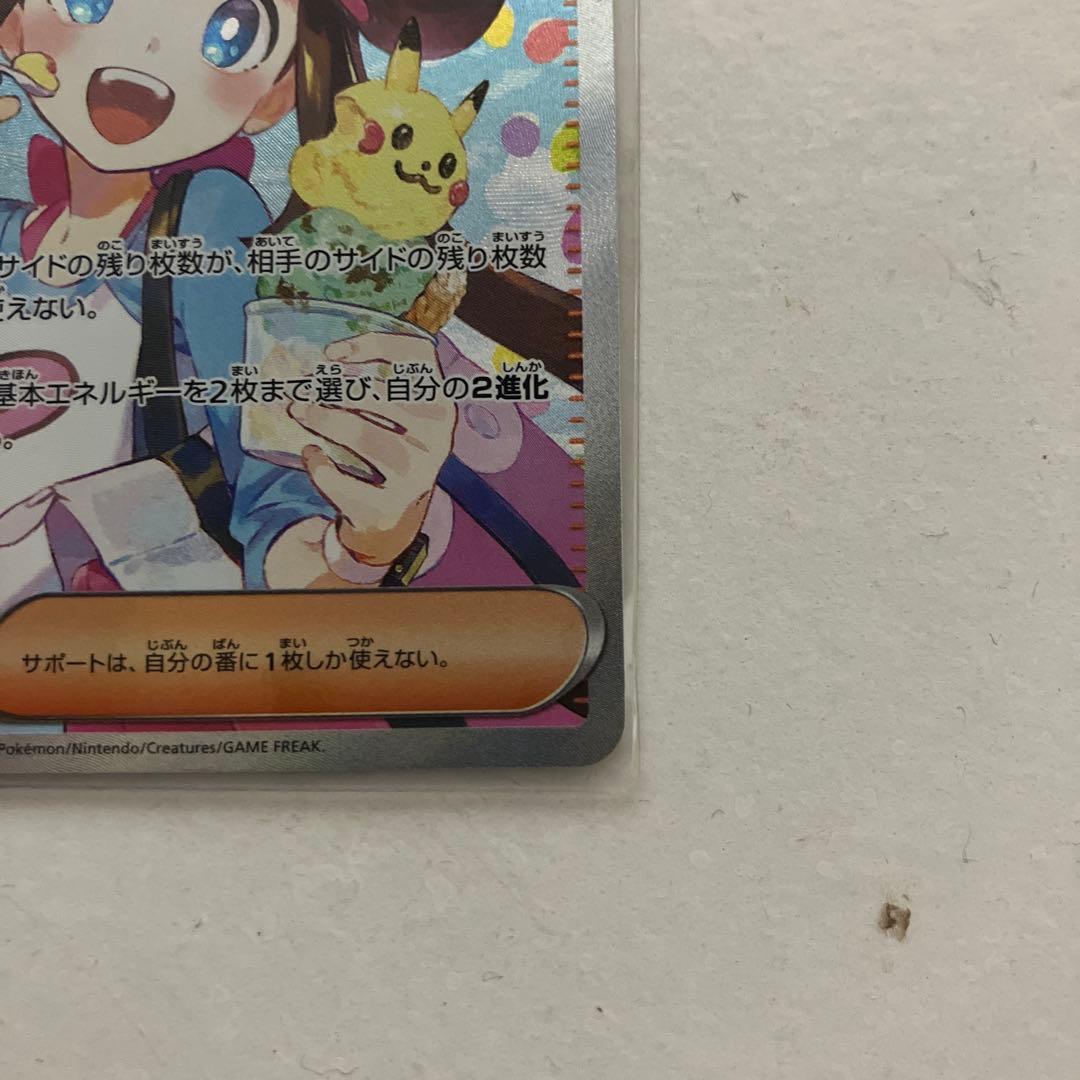 サイドの残り枚数が、相手のサイドの残り枚数
えない。
基本エネルギーを2枚まで選び、自分の2進化
。
サポートは、自分の番に1枚しか使えない。
Pokémon/Nintendo/Creatures/GAME FREAK.